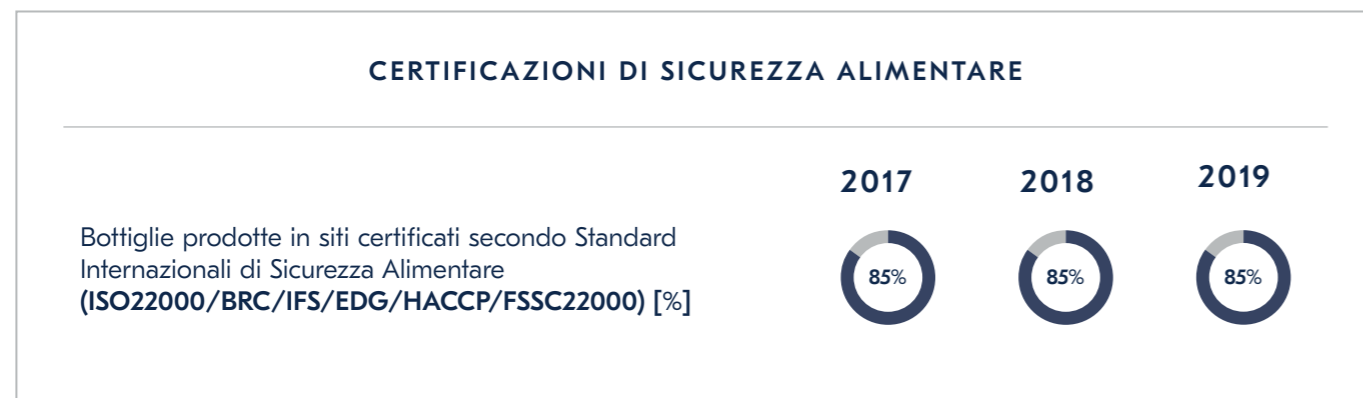 CERTIFICAZIONI DI SICUREZZA ALIMENTARE
2017 2018 2019
Bottiglie prodotte in siti certificati secondo Standard
Internazionali di Sicurezza Alimentare
(ISO22000/BRC/IFS/EDG/HACCP/FSSC22000) [%]
85% 85% 85%